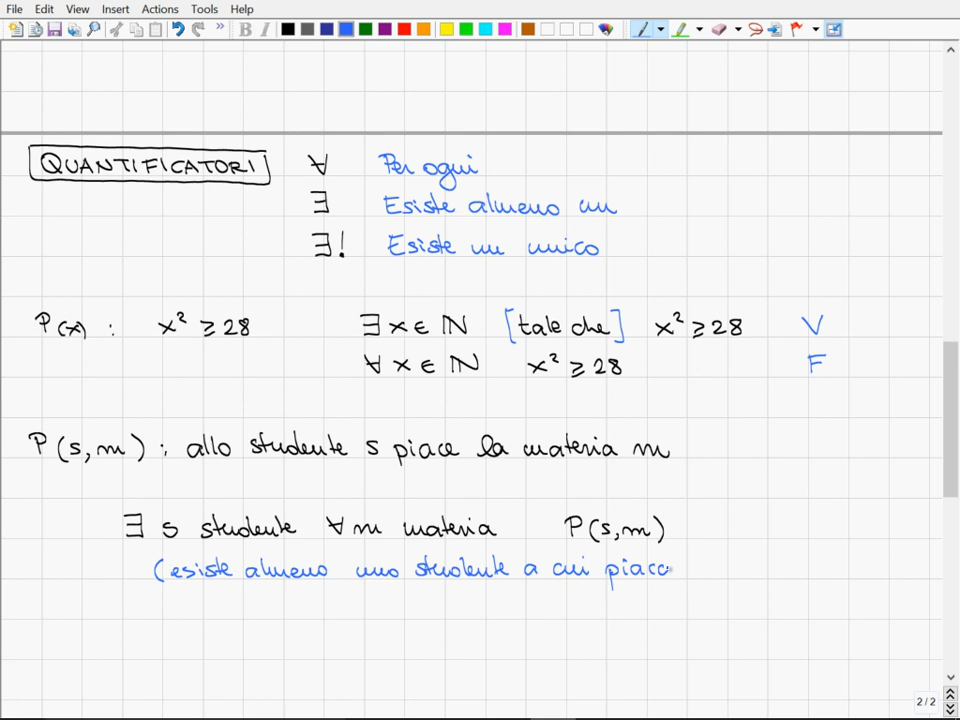 File Edit View Insert Actions Tools Help
QUANTIFICATORI ∀ Per ogni
∃ Esiste almeno un
∃! Esiste un unico
P(x) : x² ≥ 28 ∃ x ∈ ℕ [tale che] x² ≥ 28 V
∀ x ∈ ℕ x² ≥ 28 F
P(s,m) : allo studente s piace la materia m
∃ s studente ∀ m materia P(s,m)
(esiste almeno uno studente a cui piacc
2 / 2